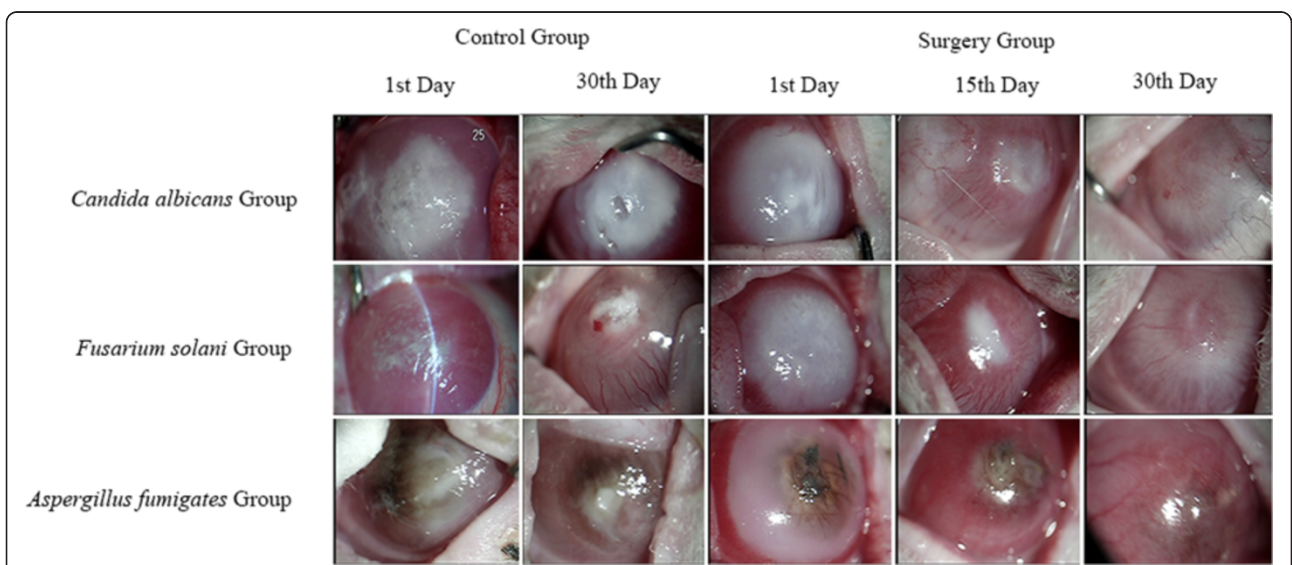 Control Group
Surgery Group
1st Day
30th Day
1st Day
15th Day
30th Day
25
Candida albicans Group
Fusarium solani Group
Aspergillus fumigates Group